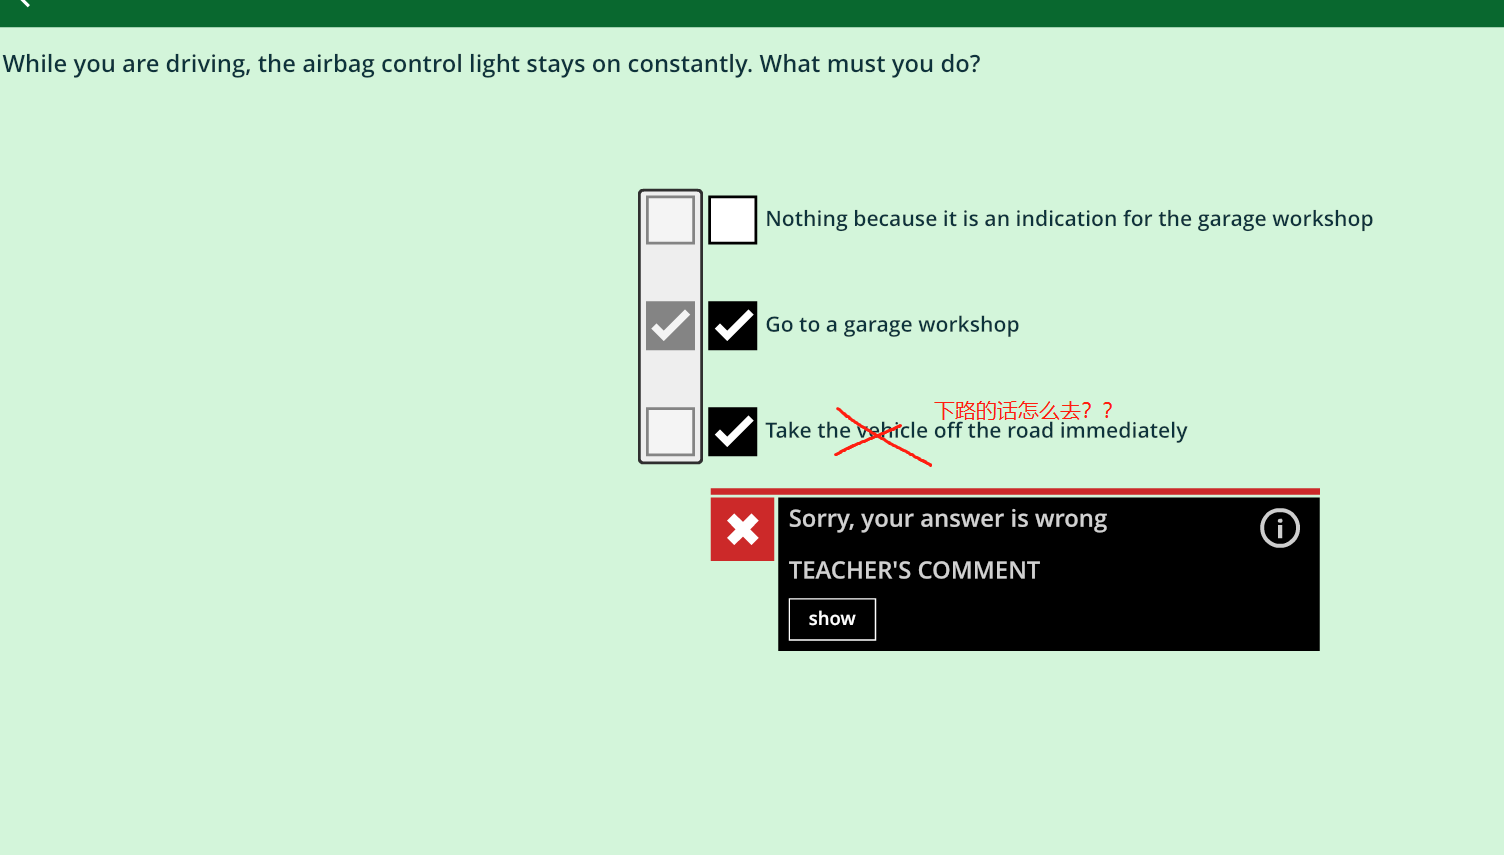 While you are driving, the airbag control light stays on constantly. What must you do?
Nothing because it is an indication for the garage workshop
Go to a garage workshop
下路的话怎么去？？
Take the vehicle off the road immediately
Sorry, your answer is wrong
TEACHER'S COMMENT
show